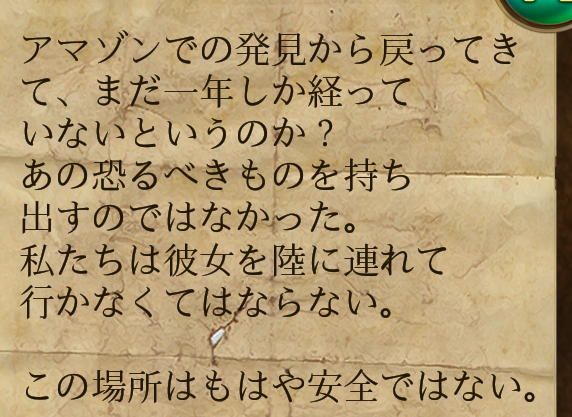 アマゾンでの発見から戻ってき
て、まだ一年しか経って
いないというのか？
あの恐るべきものを持ち
出すのではなかった。
私たちは彼女を陸に連れて
行かなくてはならない。
この場所はもはや安全ではない。